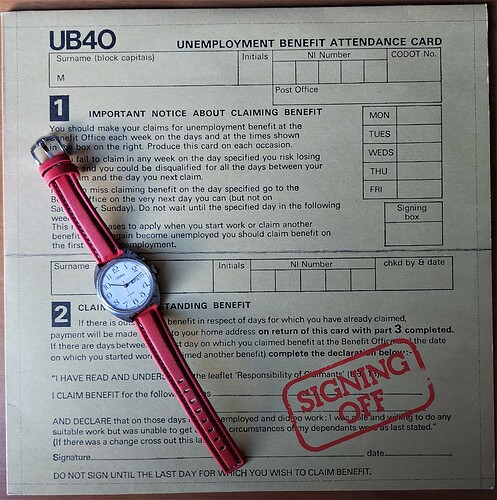 UB40 UNEMPLOYMENT BENEFIT ATTENDANCE CARD
Surname (block capitals) Initials NI Number CODOT No.
M
Post Office
1 IMPORTANT NOTICE ABOUT CLAIMING BENEFIT
You should make your claims for unemployment benefit at the
Office each week on the days and at the times shown
box on the right. Produce this card on each occasion.
fail to claim in any week on the day specified you risk losing
and you could be disqualified for all the days between your
and the day you next claim.
to miss claiming benefit on the day specified go to the
Office on the very next day you can (but not on
Sunday). Do not wait until the specified day in the following
to apply when you start work or claim another
become unemployed you should claim benefit on
the first
MON
TUES
WEDS
THU
FRI
Signing
box
Surname Initials NI Number chkd by & date
2 STANDING BENEFIT
If there is benefit in respect of days for which you have already claimed,
payment will be made to your home address on return of this card with part 3 completed.
If there are days between day on which you claimed benefit at the Benefit Office and the date
on which you started work another benefit) complete the declaration below:-
"I HAVE READ AND the leaflet 'Responsibility of Claimants'
I CLAIM BENEFIT for the
AND DECLARE that on those days and did no work: I was able and willing to do any
suitable work but was unable to get circumstances of my dependants were as last stated."
(If there was a change cross out this
Signature date
DO NOT SIGN UNTIL THE LAST DAY FOR WHICH YOU WISH TO CLAIM BENEFIT.
SIGNING
OFF